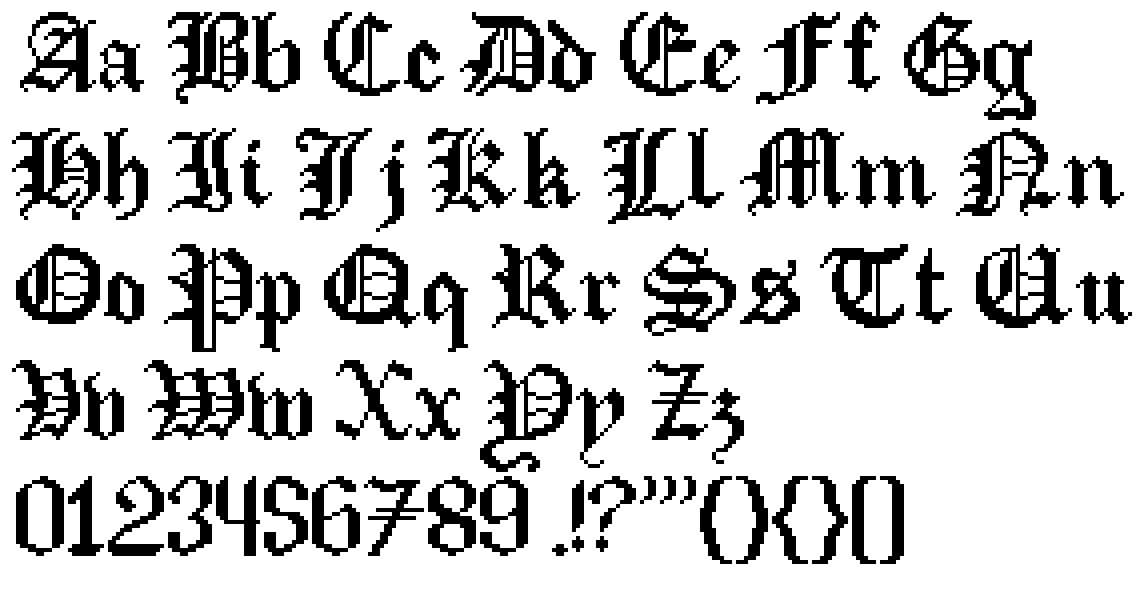 Aa Bb Cc Dd Ee Ff Gg
Hh Ii Jj Kk Ll Mm Nn
Oo Pp Qq Rr Ss Tt Uu
Vv Ww Xx Yy Zz
0123456789 .!?'''(){}[]